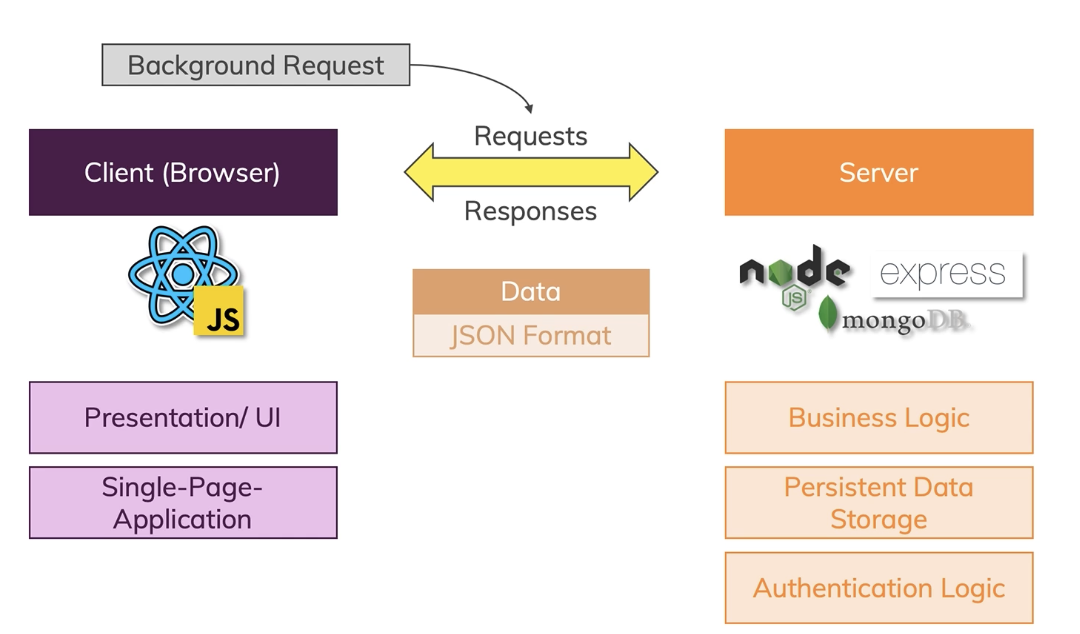 Background Request
Requests
Client (Browser)
Server
Responses
JS
node
JS
express
mongoDB
Data
JSON Format
Presentation/ UI
Single-Page-
Application
Business Logic
Persistent Data
Storage
Authentication Logic